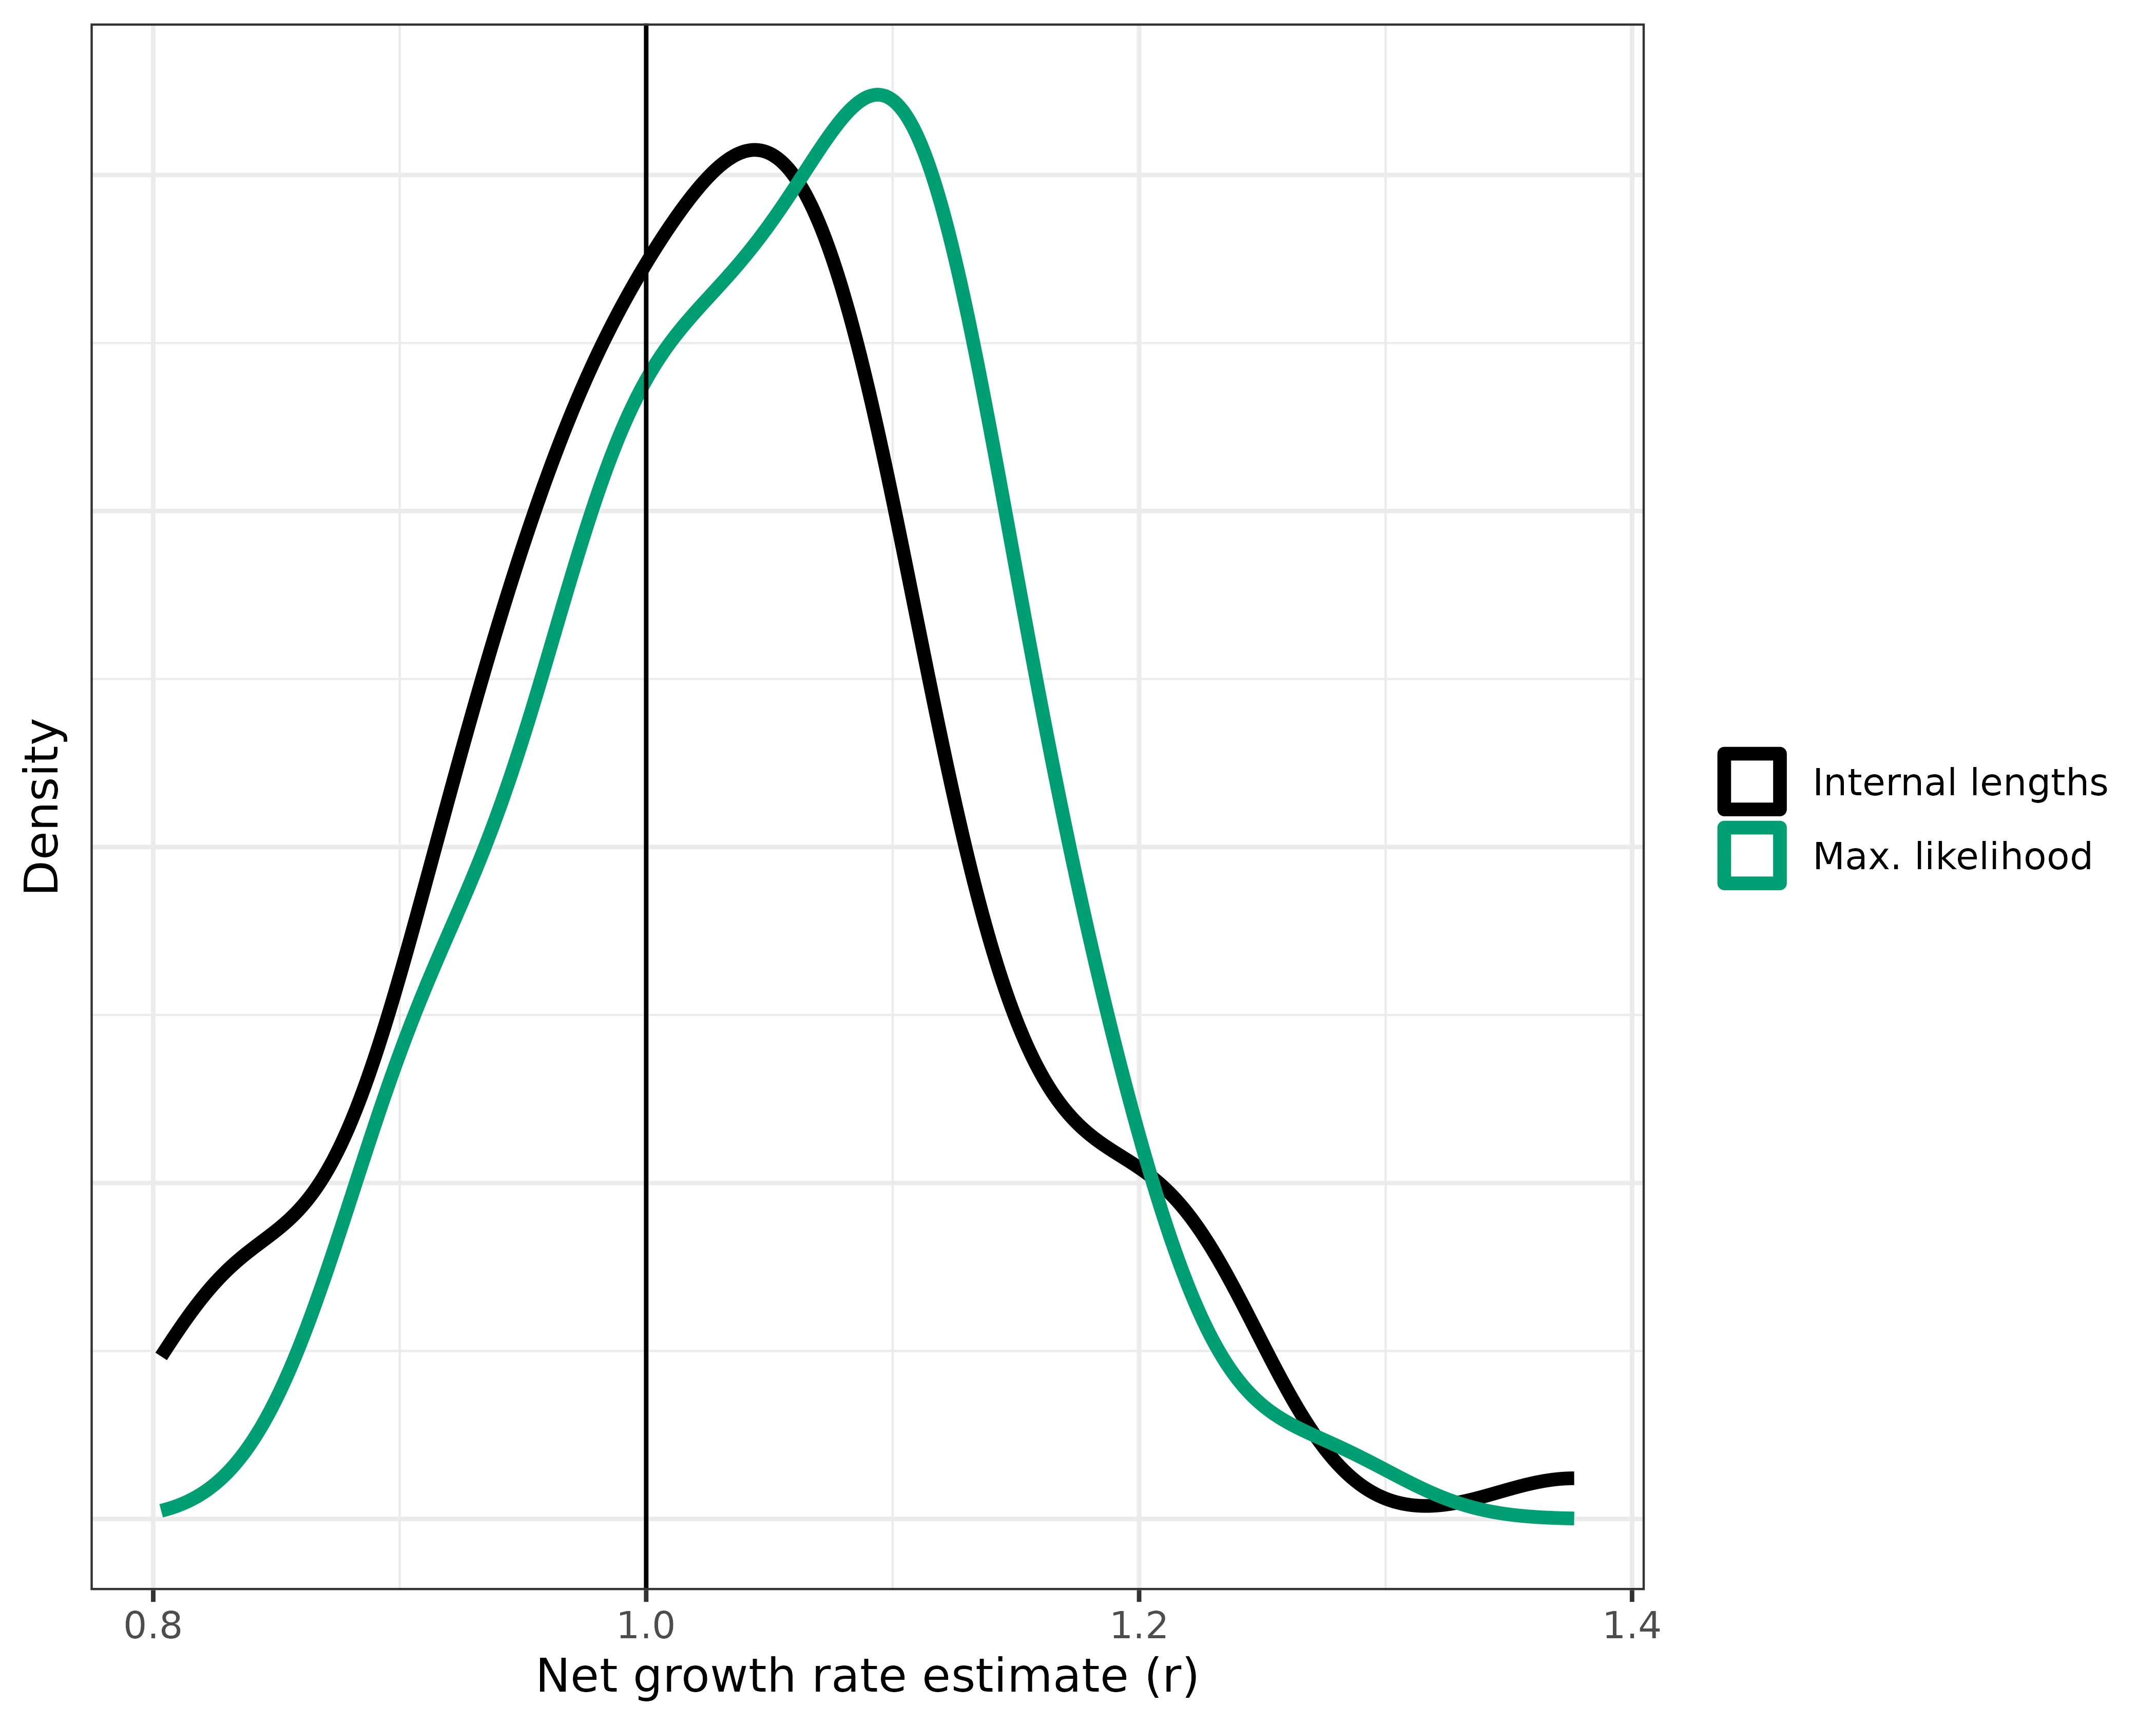 Density
0.8
1.0
1.2
1.4
Net growth rate estimate (r)
Internal lengths
Max. likelihood